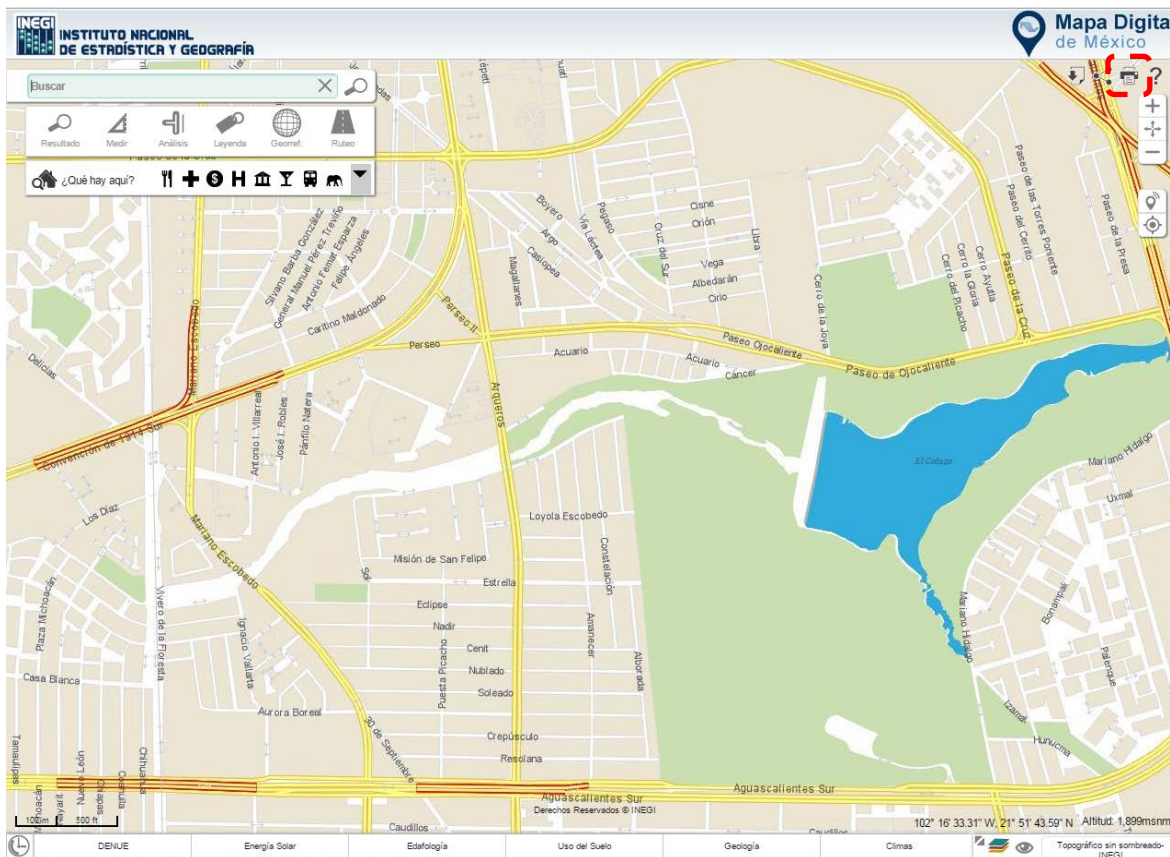 INEGI
INSTITUTO NACIONAL
DE ESTADÍSTICA Y GEOGRAFÍA
Mapa Digital
de México
Buscar
?
Resultado
Medir
Análisis
Leyenda
Georref.
Ruteo
¿Qué hay aquí?
Paseo de la Cruz
Silvano Barba González
General Manuel Pérez Treviño
Antonio Femat Esparza
Felipe Ángeles
Caritino Maldonado
Mariano Escobedo
Delicias
Convención de 1914 Sur
Antonio I. Villarreal
José I. Robles
Pánfilo Natera
Perseo II
Perseo
Magallanes
Boyero
Argo
Casiopea
Vía Láctea
Pegaso
Cruz del Sur
Cisne
Orión
Libra
Vega
Albedarán
Cirio
Acuario
Acuario
Cáncer
Arqueros
Paseo Ojocaliente
Paseo de Ojocaliente
Cerro de la Joya
Cerro del Picacho
Cerro la Gloria
Cerro Ayutla
Paseo de la Cruz
Paseo del Cerrito
Paseo de las Torres Poniente
Paseo de la Presa
El Cedazo
Mariano Hidalgo
Uxmal
Bonampak
Palenque
Mariano Hidalgo
Izamal
Hunucma
Los Díaz
Plaza Michoacán
Casa Blanca
Vivero de la Floresta
Mariano Escobedo
Ignacio Vallarta
Aurora Boreal
Sol
Loyola Escobedo
Misión de San Felipe
Estrella
Eclipse
Nadir
Cenit
Nublado
Soleado
Crepúsculo
Resolana
Puesta Picacho
Constelación
Amanecer
Alborada
30 de Septiembre
Tamaulipas
Michoacán
Nayarit
Nuevo León
Chiapas
Coahuila
Chihuahua
Aguascalientes Sur
Aguascalientes Sur
Derechos Reservados © INEGI
Caudillos
Caudillos
100 m
500 ft
102° 16' 33.31" W, 21° 51' 43.59" N Altitud: 1,899msnm
DENUE
Energía Solar
Edafología
Uso del Suelo
Geología
Climas
Topográfico sin sombreado-
INEGI